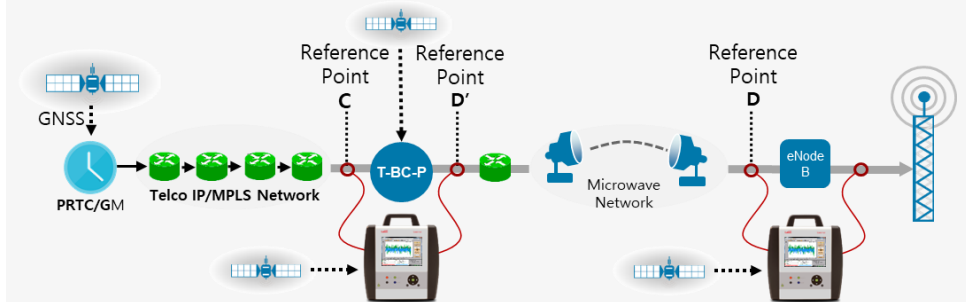 Reference
Point
C
Reference
Point
D’
Reference
Point
D
GNSS
T-BC-P
eNode
B
PRTC/GM
Telco IP/MPLS Network
Microwave
Network